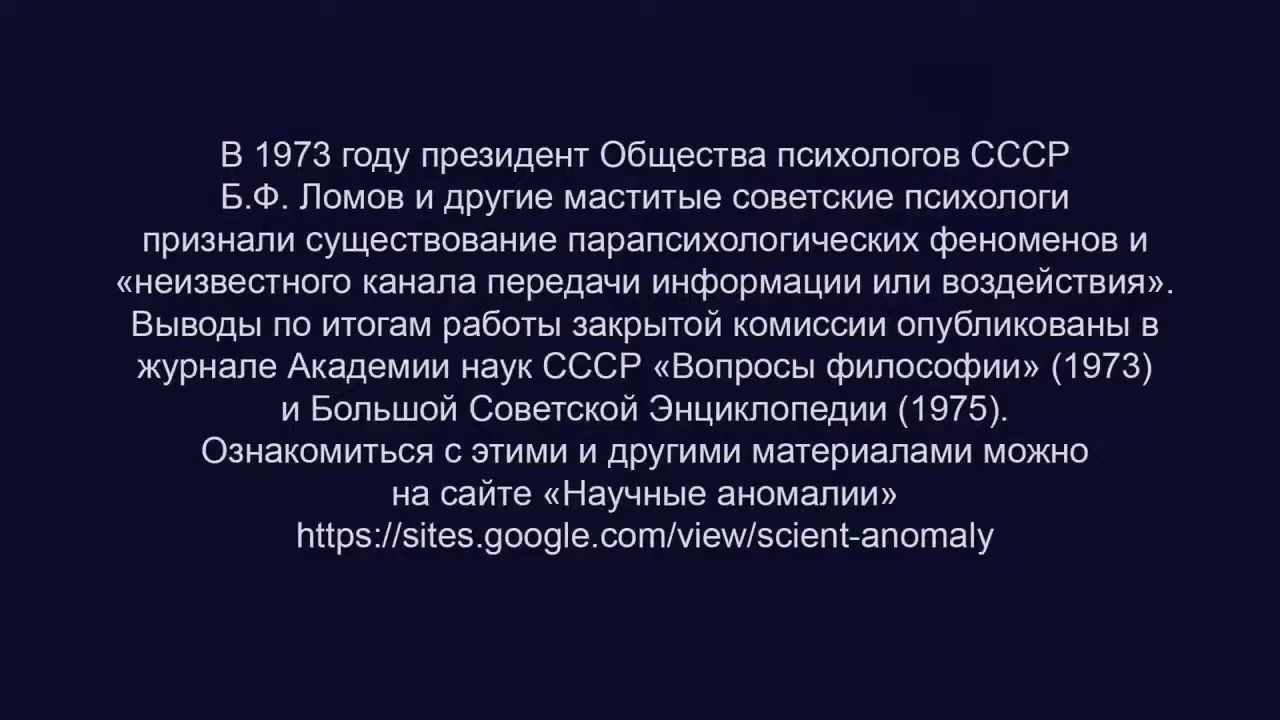 В 1973 году президент Общества психологов СССР
Б.Ф. Ломов и другие маститые советские психологи
признали существование парапсихологических феноменов и
«неизвестного канала передачи информации или воздействия».
Выводы по итогам работы закрытой комиссии опубликованы в
журнале Академии наук СССР «Вопросы философии» (1973)
и Большой Советской Энциклопедии (1975).
Ознакомиться с этими и другими материалами можно
на сайте «Научные аномалии»
https://sites.google.com/view/scient-anomaly